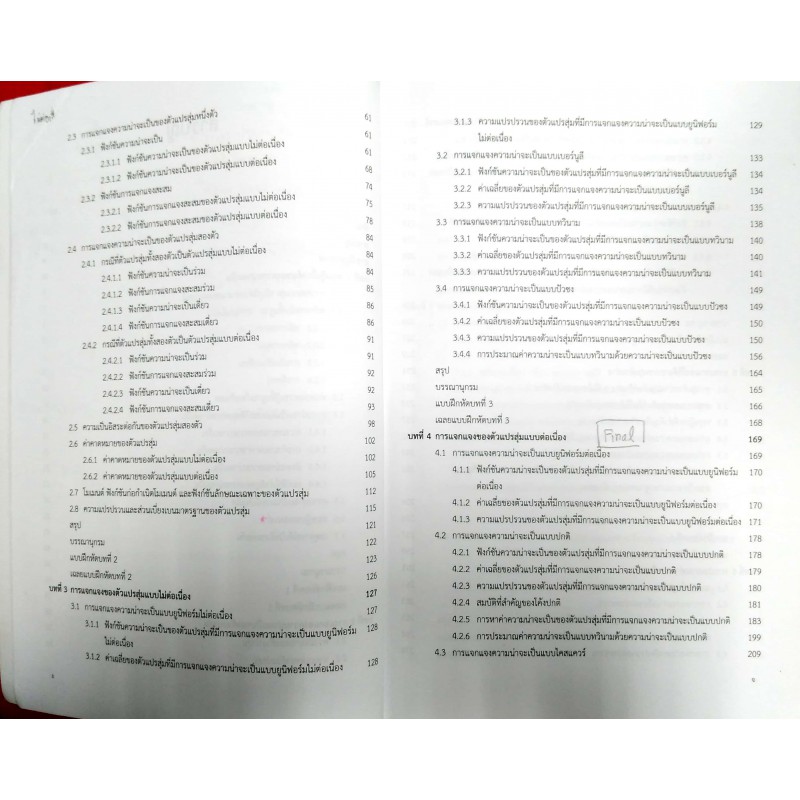 2.3 การแจกแจงความน่าจะเป็นของตัวแปรสุ่มหนึ่งตัว 61
2.3.1 ฟังก์ชันความน่าจะเป็น 61
2.3.1.1 ฟังก์ชันความน่าจะเป็นของตัวแปรสุ่มแบบไม่ต่อเนื่อง 61
2.3.1.2 ฟังก์ชันความน่าจะเป็นของตัวแปรสุ่มแบบต่อเนื่อง 68
2.3.2 ฟังก์ชันการแจกแจงสะสม 74
2.3.2.1 ฟังก์ชันการแจกแจงสะสมของตัวแปรสุ่มแบบไม่ต่อเนื่อง 75
2.3.2.2 ฟังก์ชันการแจกแจงสะสมของตัวแปรสุ่มแบบต่อเนื่อง 78
2.4 การแจกแจงความน่าจะเป็นของตัวแปรสุ่มสองตัว 84
2.4.1 กรณีที่ตัวแปรสุ่มทั้งสองตัวเป็นตัวแปรสุ่มแบบไม่ต่อเนื่อง 84
2.4.1.1 ฟังก์ชันความน่าจะเป็นร่วม 84
2.4.1.2 ฟังก์ชันการแจกแจงสะสมร่วม 85
2.4.1.3 ฟังก์ชันความน่าจะเป็นเดี่ยว 86
2.4.1.4 ฟังก์ชันการแจกแจงสะสมเดี่ยว 86
2.4.2 กรณีที่ตัวแปรสุ่มทั้งสองตัวเป็นตัวแปรสุ่มแบบต่อเนื่อง 91
2.4.2.1 ฟังก์ชันความน่าจะเป็นร่วม 91
2.4.2.2 ฟังก์ชันการแจกแจงสะสมร่วม 92
2.4.2.3 ฟังก์ชันความน่าจะเป็นเดี่ยว 92
2.4.2.4 ฟังก์ชันการแจกแจงสะสมเดี่ยว 93
2.5 ความเป็นอิสระต่อกันของตัวแปรสุ่มสองตัว 98
2.6 ค่าคาดหมายของตัวแปรสุ่ม 102
2.6.1 ค่าคาดหมายของตัวแปรสุ่มแบบไม่ต่อเนื่อง 102
2.6.2 ค่าคาดหมายของตัวแปรสุ่มแบบต่อเนื่อง 105
2.7 โมเมนต์ ฟังก์ชันก่อกำเนิดโมเมนต์ และฟังก์ชันลักษณะเฉพาะของตัวแปรสุ่ม 112
2.8 ความแปรปรวนและส่วนเบี่ยงเบนมาตรฐานของตัวแปรสุ่ม 115
สรุป 121
บรรณานุกรม 122
แบบฝึกหัดบทที่ 2 123
เฉลยแบบฝึกหัดบทที่ 2 126
บทที่ 3 การแจกแจงของตัวแปรสุ่มแบบไม่ต่อเนื่อง 127
3.1 การแจกแจงความน่าจะเป็นแบบยูนิฟอร์มไม่ต่อเนื่อง 127
3.1.1 ฟังก์ชันความน่าจะเป็นของตัวแปรสุ่มที่มีการแจกแจงความน่าจะเป็นแบบยูนิฟอร์ม 128
ไม่ต่อเนื่อง
3.1.2 ค่าเฉลี่ยของตัวแปรสุ่มที่มีการแจกแจงความน่าจะเป็นแบบยูนิฟอร์มไม่ต่อเนื่อง 128
3.1.3 ความแปรปรวนของตัวแปรสุ่มที่มีการแจกแจงความน่าจะเป็นแบบยูนิฟอร์ม 129
ไม่ต่อเนื่อง
3.2 การแจกแจงความน่าจะเป็นแบบเบอร์นูลี 133
3.2.1 ฟังก์ชันความน่าจะเป็นของตัวแปรสุ่มที่มีการแจกแจงความน่าจะเป็นแบบเบอร์นูลี 134
3.2.2 ค่าเฉลี่ยของตัวแปรสุ่มที่มีการแจกแจงความน่าจะเป็นแบบเบอร์นูลี 134
3.2.3 ความแปรปรวนของตัวแปรสุ่มที่มีการแจกแจงความน่าจะเป็นแบบเบอร์นูลี 135
3.3 การแจกแจงความน่าจะเป็นแบบทวินาม 138
3.3.1 ฟังก์ชันความน่าจะเป็นของตัวแปรสุ่มที่มีการแจกแจงความน่าจะเป็นแบบทวินาม 140
3.3.2 ค่าเฉลี่ยของตัวแปรสุ่มที่มีการแจกแจงความน่าจะเป็นแบบทวินาม 140
3.3.3 ความแปรปรวนของตัวแปรสุ่มที่มีการแจกแจงความน่าจะเป็นแบบทวินาม 141
3.4 การแจกแจงความน่าจะเป็นแบบปัวซง 149
3.4.1 ฟังก์ชันความน่าจะเป็นของตัวแปรสุ่มที่มีการแจกแจงความน่าจะเป็นแบบปัวซง 149
3.4.2 ค่าเฉลี่ยของตัวแปรสุ่มที่มีการแจกแจงความน่าจะเป็นแบบปัวซง 150
3.4.3 ความแปรปรวนของตัวแปรสุ่มที่มีการแจกแจงความน่าจะเป็นแบบปัวซง 150
3.4.4 การประมาณค่าความน่าจะเป็นแบบทวินามด้วยความน่าจะเป็นแบบปัวซง 156
สรุป 164
บรรณานุกรม 165
แบบฝึกหัดบทที่ 3 166
เฉลยแบบฝึกหัดบทที่ 3 168
บทที่ 4 การแจกแจงของตัวแปรสุ่มแบบต่อเนื่อง Final 169
4.1 การแจกแจงความน่าจะเป็นแบบยูนิฟอร์มต่อเนื่อง 169
4.1.1 ฟังก์ชันความน่าจะเป็นของตัวแปรสุ่มที่มีการแจกแจงความน่าจะเป็นแบบยูนิฟอร์ม 170
ต่อเนื่อง
4.1.2 ค่าเฉลี่ยของตัวแปรสุ่มที่มีการแจกแจงความน่าจะเป็นแบบยูนิฟอร์มต่อเนื่อง 170
4.1.3 ความแปรปรวนของตัวแปรสุ่มที่มีการแจกแจงความน่าจะเป็นแบบยูนิฟอร์มต่อเนื่อง 171
4.2 การแจกแจงความน่าจะเป็นแบบปกติ 178
4.2.1 ฟังก์ชันความน่าจะเป็นของตัวแปรสุ่มที่มีการแจกแจงความน่าจะเป็นแบบปกติ 178
4.2.2 ค่าเฉลี่ยของตัวแปรสุ่มที่มีการแจกแจงความน่าจะเป็นแบบปกติ 179
4.2.3 ความแปรปรวนของตัวแปรสุ่มที่มีการแจกแจงความน่าจะเป็นแบบปกติ 180
4.2.4 สมบัติที่สำคัญของโค้งปกติ 181
4.2.5 การหาค่าความน่าจะเป็นของตัวแปรสุ่มที่มีการแจกแจงความน่าจะเป็นแบบปกติ 183
4.2.6 การประมาณค่าความน่าจะเป็นแบบทวินามด้วยความน่าจะเป็นแบบปกติ 199
4.3 การแจกแจงความน่าจะเป็นแบบไคสแควร์ 209